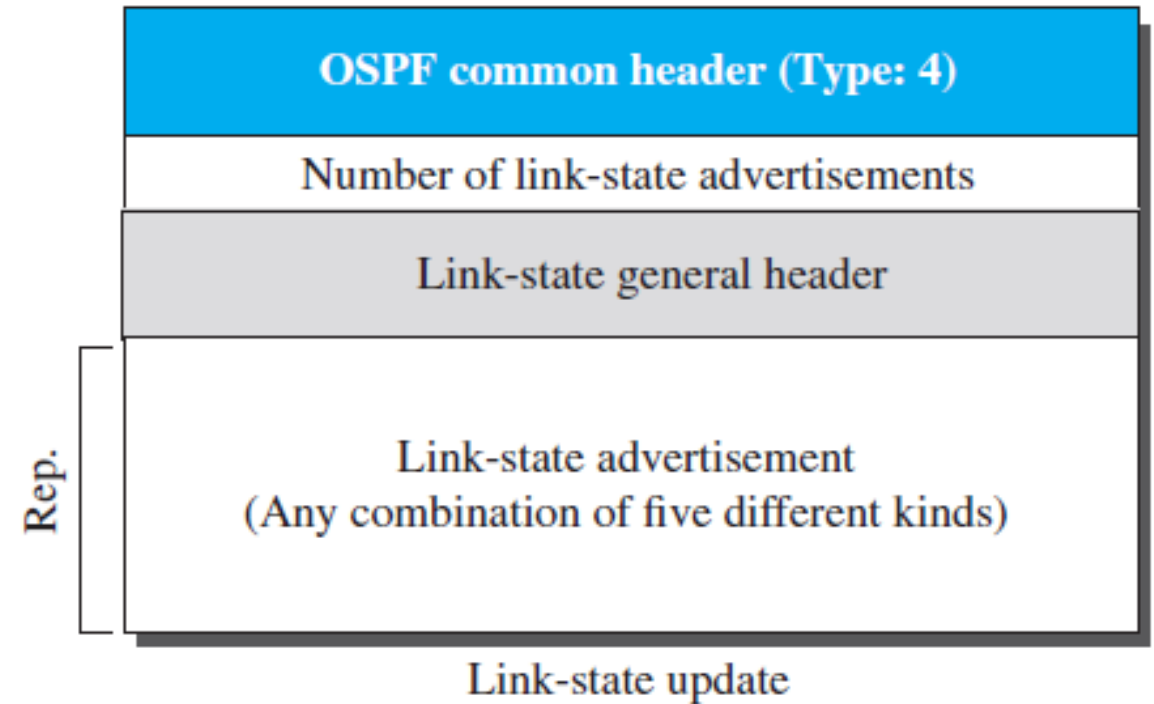 OSPF common header (Type: 4)
Number of link-state advertisements
Link-state general header
Rep.
Link-state advertisement
(Any combination of five different kinds)
Link-state update